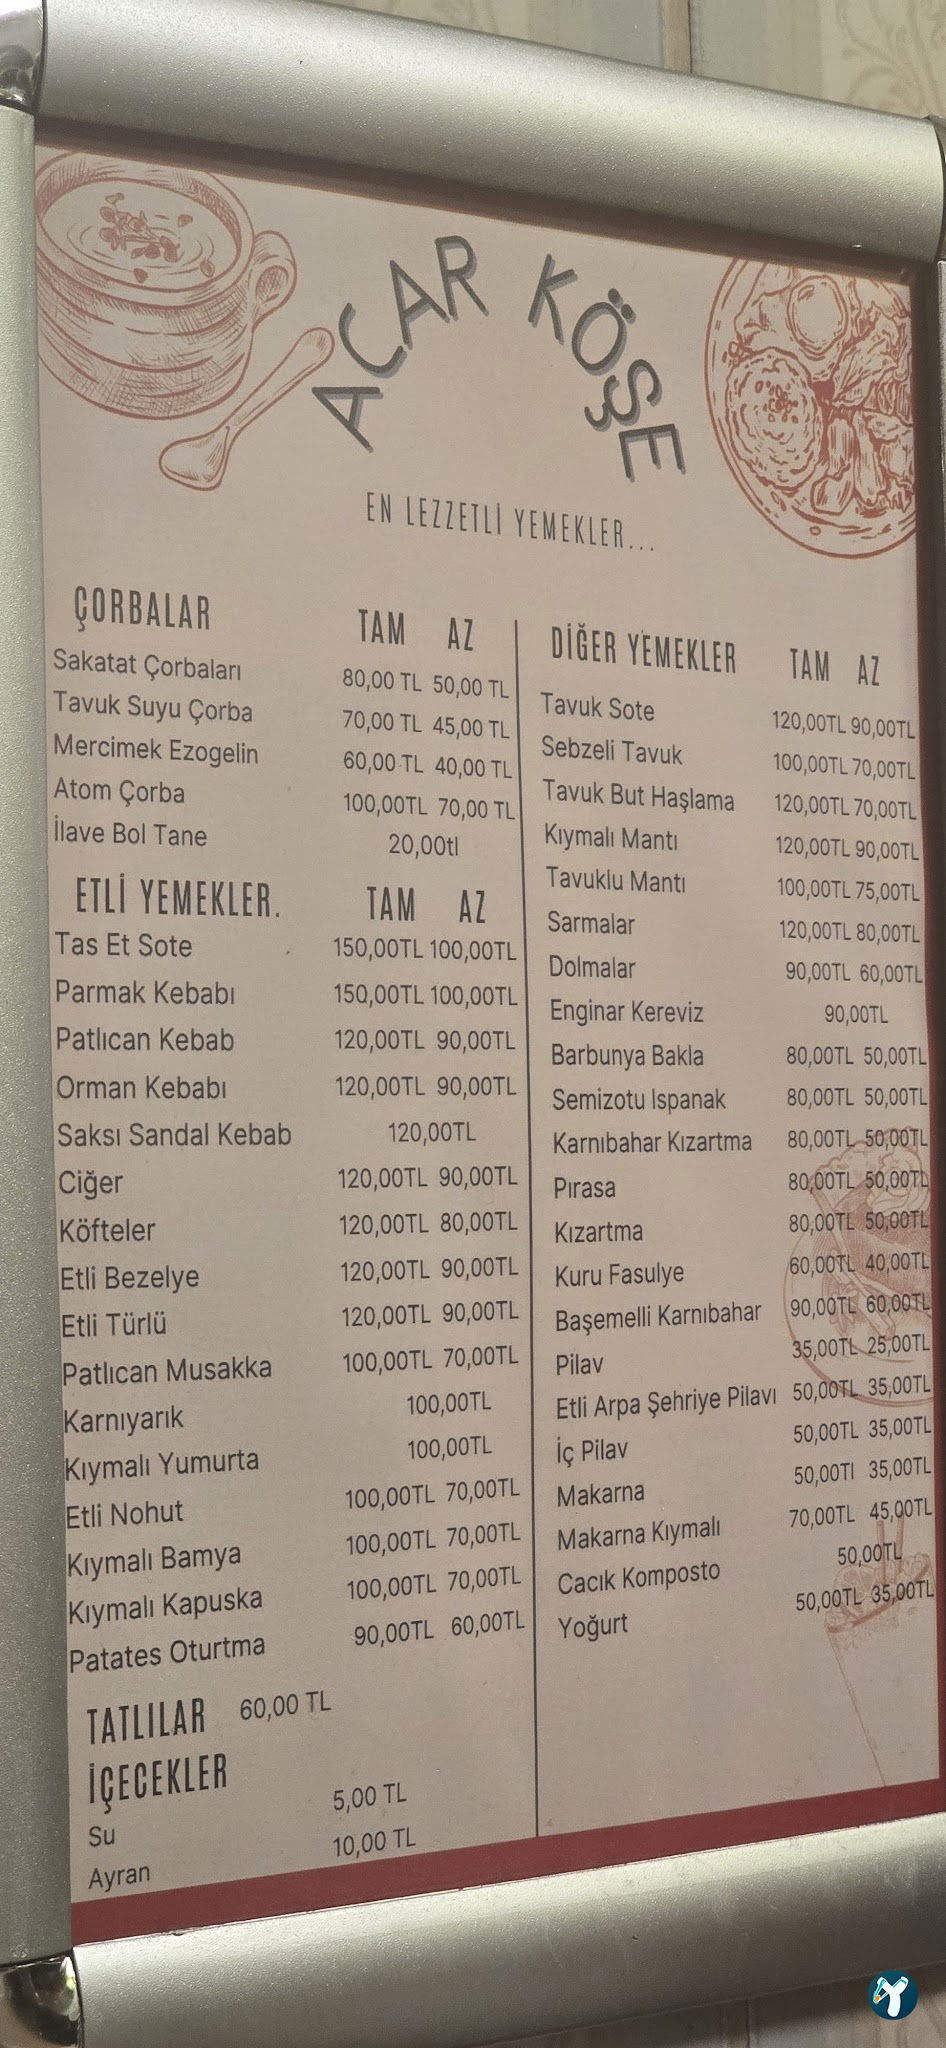 ACAR KÖŞE
EN LEZZETLİ YEMEKLER...
ÇORBALAR TAM AZ
Sakatat Çorbaları 80,00 TL 50,00 TL
Tavuk Suyu Çorba 70,00 TL 45,00 TL
Mercimek Ezogelin 60,00 TL 40,00 TL
Atom Çorba 100,00TL 70,00 TL
İlave Bol Tane 20,00tl
ETLİ YEMEKLER. TAM AZ
Tas Et Sote 150,00TL 100,00TL
Parmak Kebabı 150,00TL 100,00TL
Patlıcan Kebab 120,00TL 90,00TL
Orman Kebabı 120,00TL 90,00TL
Saksı Sandal Kebab 120,00TL
Ciğer 120,00TL 90,00TL
Köfteler 120,00TL 80,00TL
Etli Bezelye 120,00TL 90,00TL
Etli Türlü 120,00TL 90,00TL
Patlıcan Musakka 100,00TL 70,00TL
Karnıyarık 100,00TL
Kıymalı Yumurta 100,00TL
Etli Nohut 100,00TL 70,00TL
Kıymalı Bamya 100,00TL 70,00TL
Kıymalı Kapuska 100,00TL 70,00TL
Patates Oturtma 90,00TL 60,00TL
TATLILAR 60,00 TL
İÇECEKLER
Su 5,00 TL
Ayran 10,00 TL
DİĞER YEMEKLER TAM AZ
Tavuk Sote 120,00TL 90,00TL
Sebzeli Tavuk 100,00TL 70,00TL
Tavuk But Haşlama 120,00TL 70,00TL
Kıymalı Mantı 120,00TL 90,00TL
Tavuklu Mantı 100,00TL 75,00TL
Sarmalar 120,00TL 80,00TL
Dolmalar 90,00TL 60,00TL
Enginar Kereviz 90,00TL
Barbunya Bakla 80,00TL 50,00TL
Semizotu Ispanak 80,00TL 50,00TL
Karnıbahar Kızartma 80,00TL 50,00TL
Pırasa 80,00TL 50,00TL
Kızartma 80,00TL 50,00TL
Kuru Fasulye 60,00TL 40,00TL
Başemelli Karnıbahar 90,00TL 60,00TL
Pilav 35,00TL 25,00TL
Etli Arpa Şehriye Pilavı 50,00TL 35,00TL
İç Pilav 50,00TL 35,00TL
Makarna 50,00Tl 35,00TL
Makarna Kıymalı 70,00TL 45,00TL
Cacık Komposto 50,00TL
Yoğurt 50,00TL 35,00TL